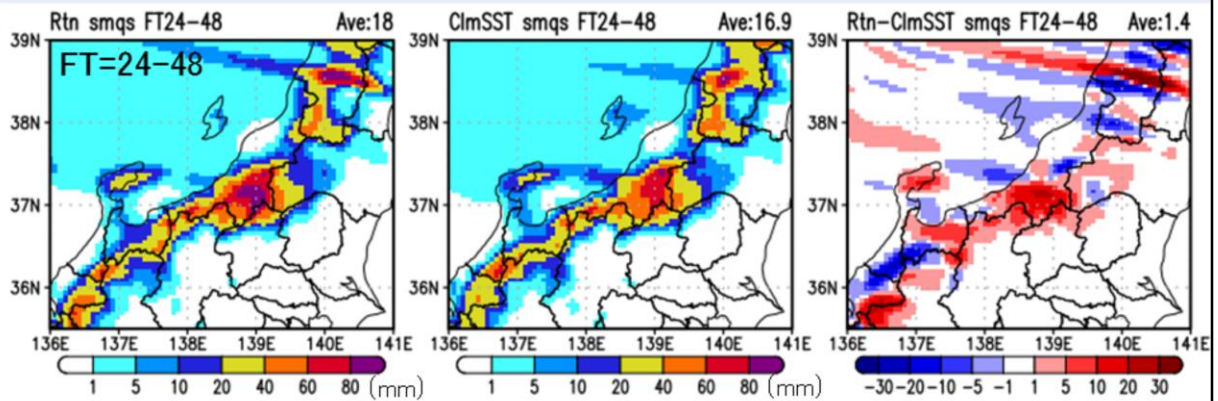 Rtn smqs FT24-48 Ave:18
ClmSST smqs FT24-48 Ave:16.9
Rtn-ClmSST smqs FT24-48 Ave:1.4
FT=24-48
39N
38N
37N
36N
136E 137E 138E 139E 140E 141E
1 5 10 20 40 60 80 (mm)
39N
38N
37N
36N
136E 137E 138E 139E 140E 141E
1 5 10 20 40 60 80 (mm)
39N
38N
37N
36N
136E 137E 138E 139E 140E 141E
-30 -20 -10 -5 -1 1 5 10 20 30